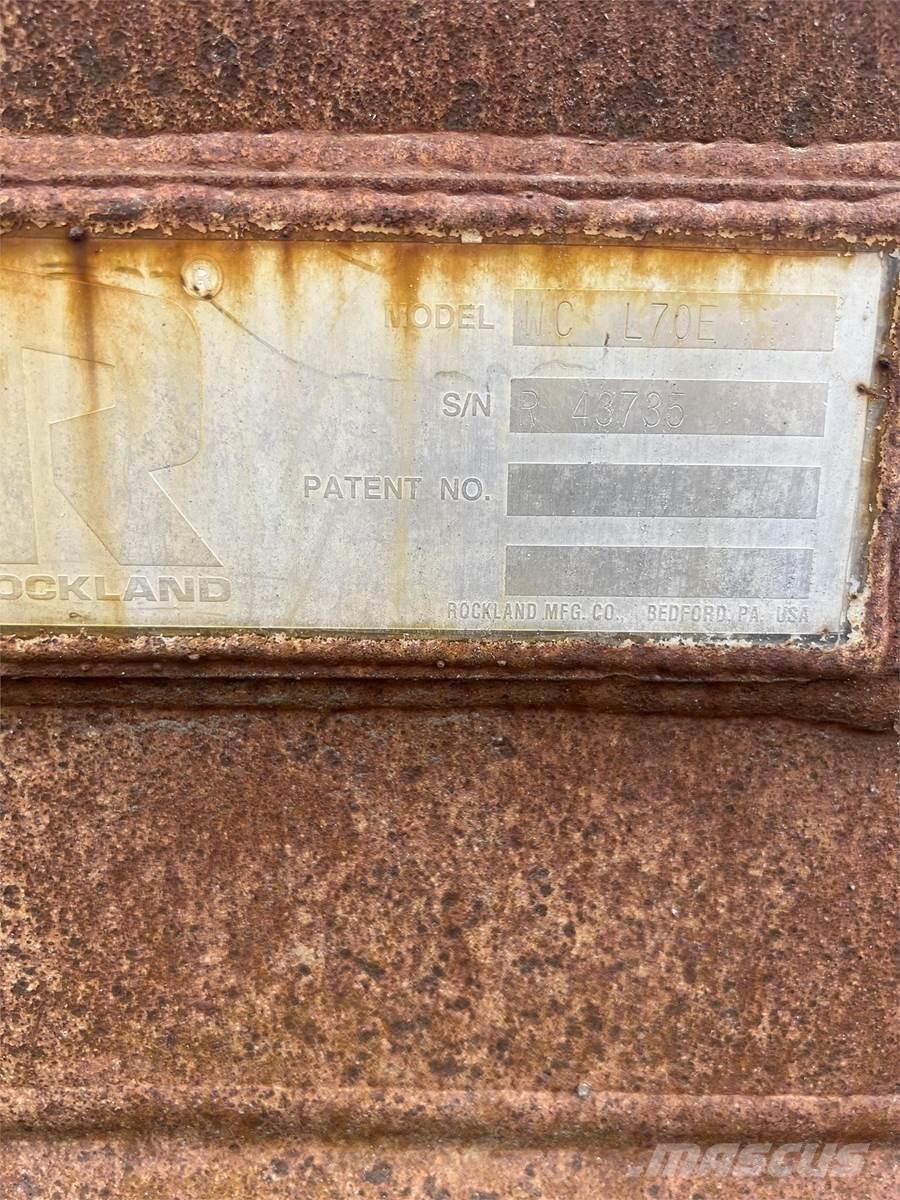 MODEL WC L70E
S/N R 43735
PATENT NO.
R
OCKLAND
ROCKLAND MFG. CO., BEDFORD, PA. USA
MASCUS